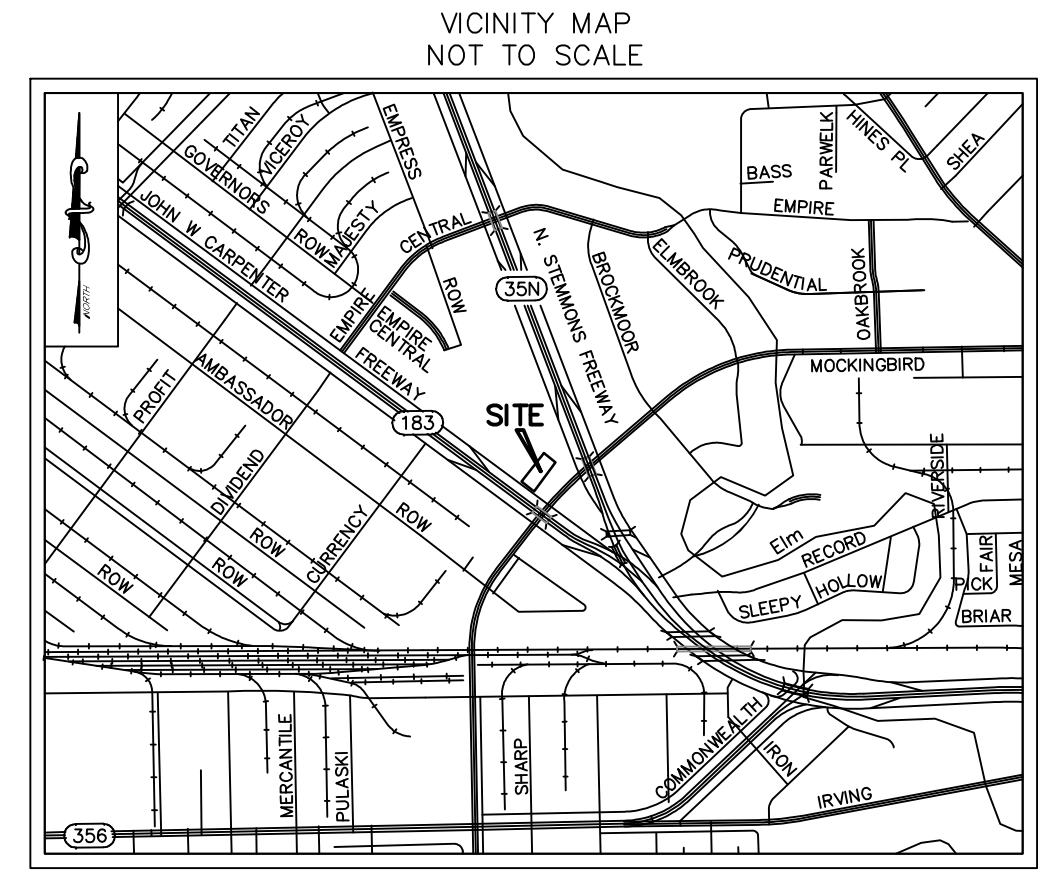 VICINITY MAP
NOT TO SCALE
NORTH
TITAN
VICEROY
GOVERNORS
ROW
MAJESTY
EMPRESS
ROW
JOHN W CARPENTER
FREEWAY
EMPIRE
CENTRAL
EMPIRE
CENTRAL
35N
N. STEMMONS FREEWAY
BROCKMOOR
ELMBROOK
BASS
PARWELK
HINES PL
SHEA
EMPIRE
PRUDENTIAL
OAKBROOK
MOCKINGBIRD
PROFIT
AMBASSADOR
ROW
183
SITE
DIVIDEND
CURRENCY
ROW
ROW
ROW
RIVERSIDE
Elm
RECORD
SLEEPY
HOLLOW
FAIR
MESA
PICK
BRIAR
MERCANTILE
PULASKI
SHARP
COMMONWEALTH
IRON
IRVING
356